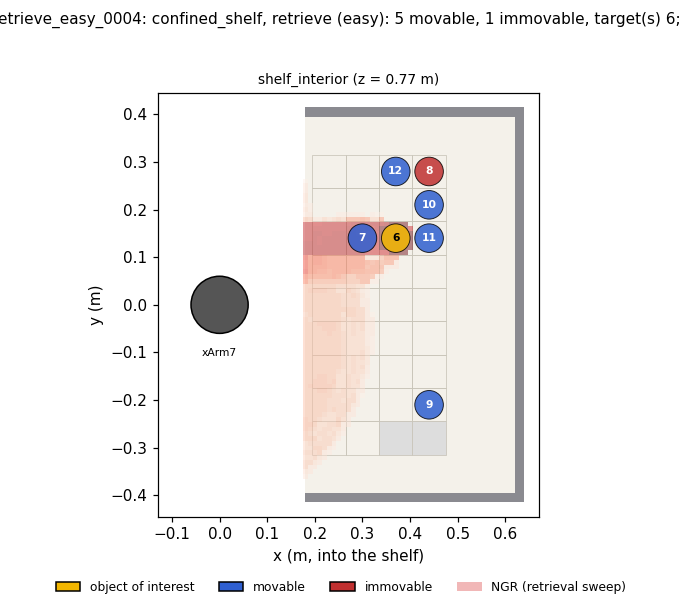 etrieve_easy_0004: confined_shelf, retrieve (easy): 5 movable, 1 immovable, target(s) 6;
shelf_interior (z = 0.77 m)
0.4
0.3
0.2
0.1
0.0
−0.1
−0.2
−0.3
−0.4
y (m)
12
8
10
7
6
11
9
xArm7
−0.1
0.0
0.1
0.2
0.3
0.4
0.5
0.6
x (m, into the shelf)
object of interest
movable
immovable
NGR (retrieval sweep)